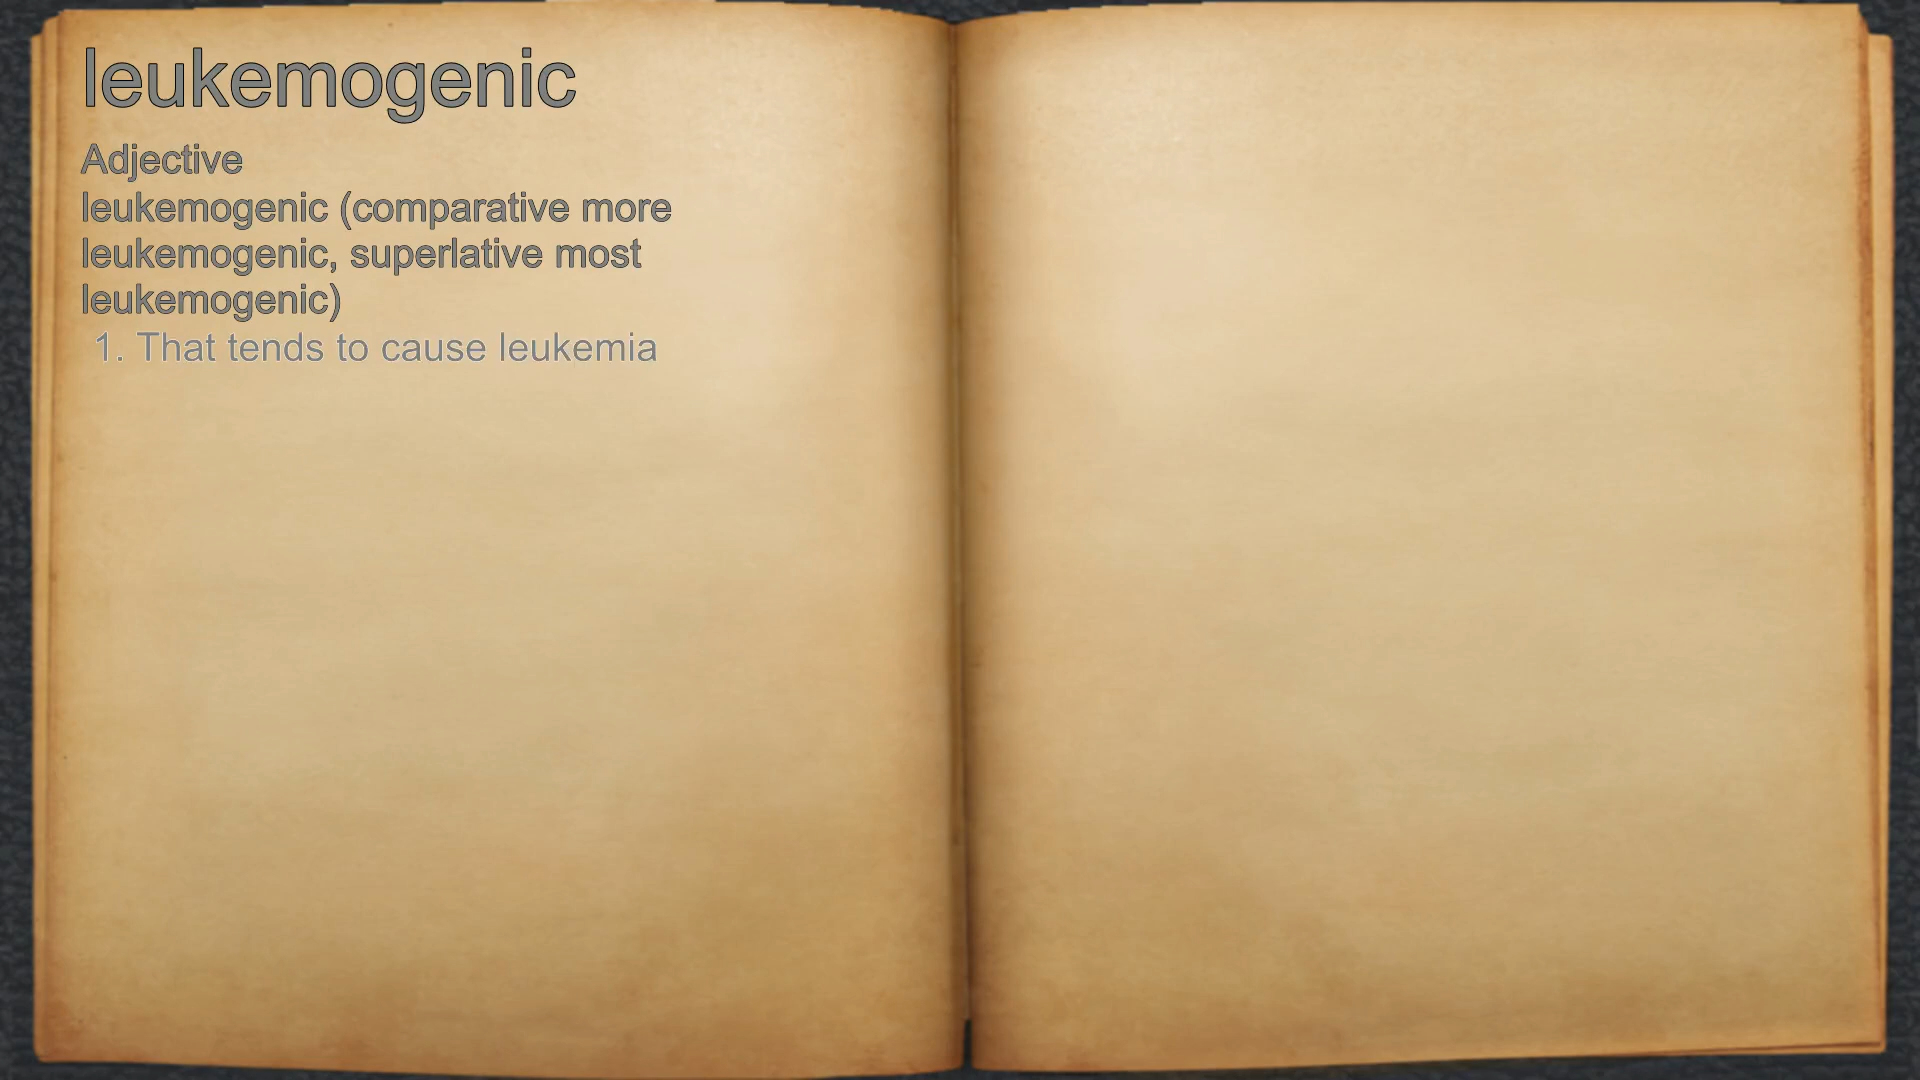 leukemogenic
Adjective
leukemogenic (comparative more
leukemogenic, superlative most
leukemogenic)
1. That tends to cause leukemia